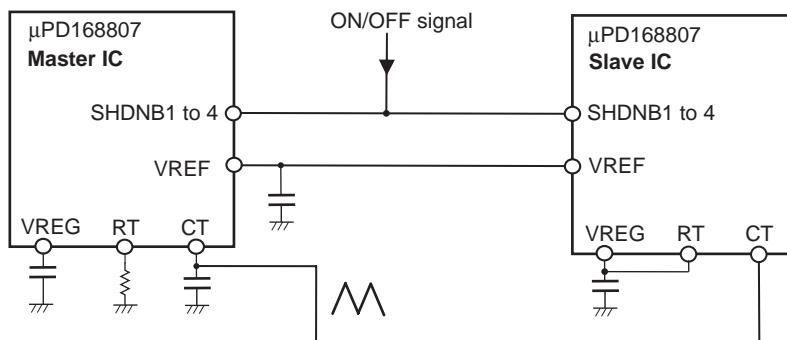 ON/OFF signal
μPD168807
Master IC
SHDNB1 to 4
VREF
VREG RT CT
μPD168807
Slave IC
SHDNB1 to 4
VREF
VREG RT CT